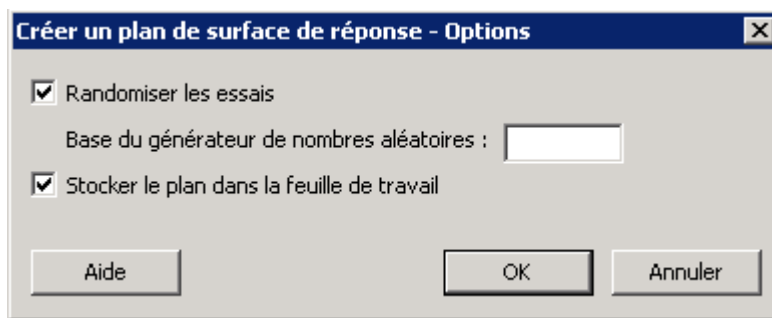 Créer un plan de surface de réponse - Options
Randomiser les essais
Base du générateur de nombres aléatoires :
Stocker le plan dans la feuille de travail
Aide OK Annuler